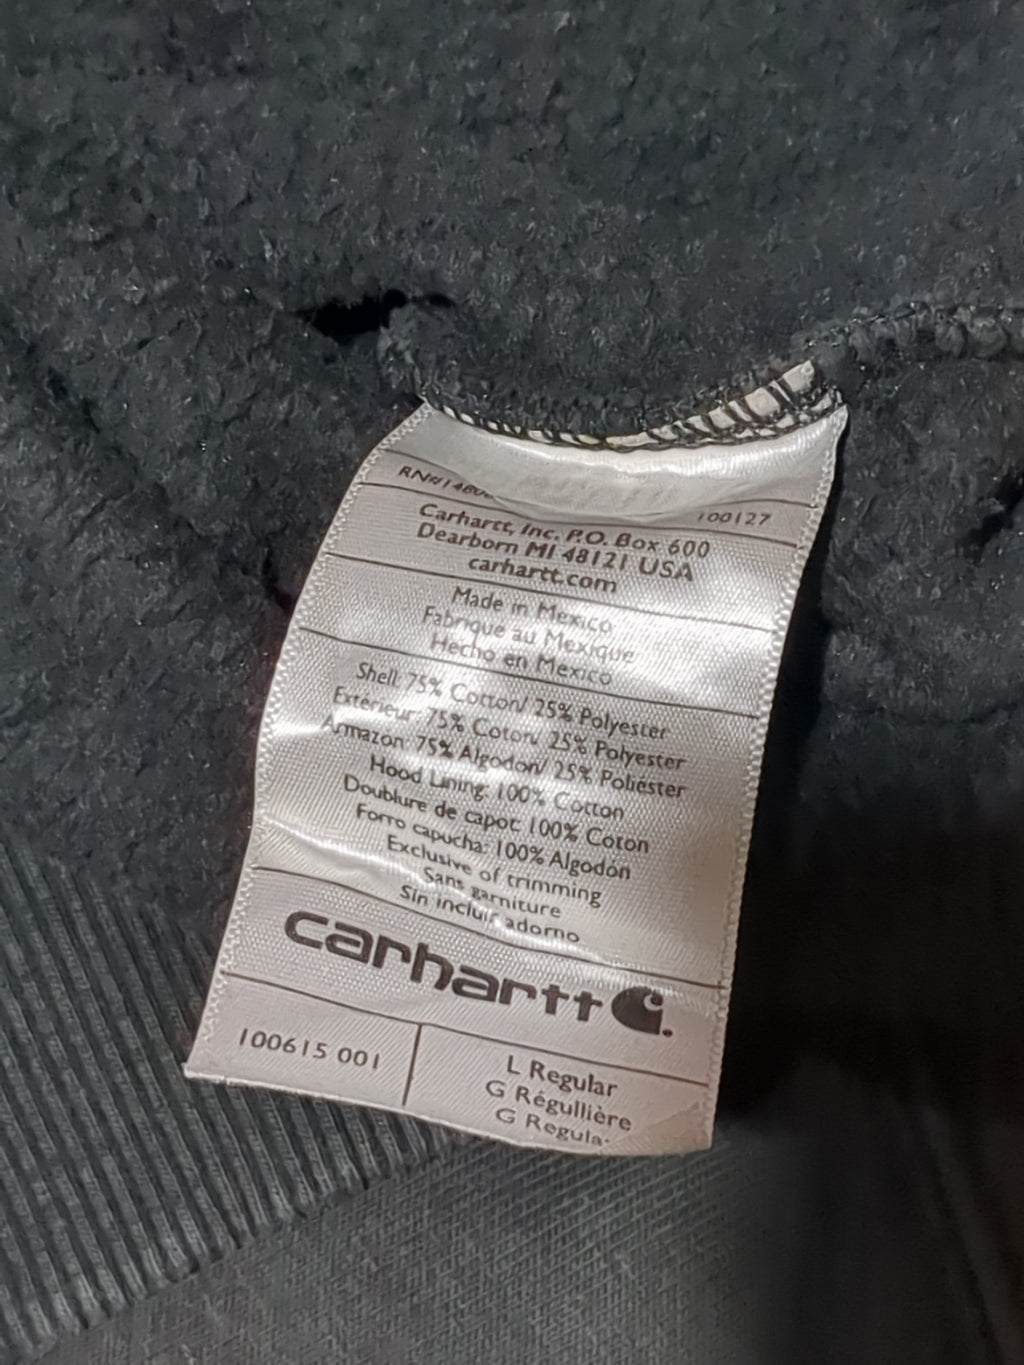 100127
Carhartt, Inc. P.O. Box 600
Dearborn MI 48121 USA
carhartt.com
Made in Mexico
Fabrique au Mexique
Hecho en Mexico
Shell: 75% Cotton/ 25% Polyester
Extérieur: 75% Coton/ 25% Polyester
Armazon: 75% Algodon/ 25% Poliéster
Hood Lining: 100% Cotton
Doublure de capot: 100% Coton
Forro capucha: 100% Algodón
Exclusive of trimming
Sans garniture
Sin incluir adorno
carhartt
100615 001
L Regular
G Régullière
G Regula